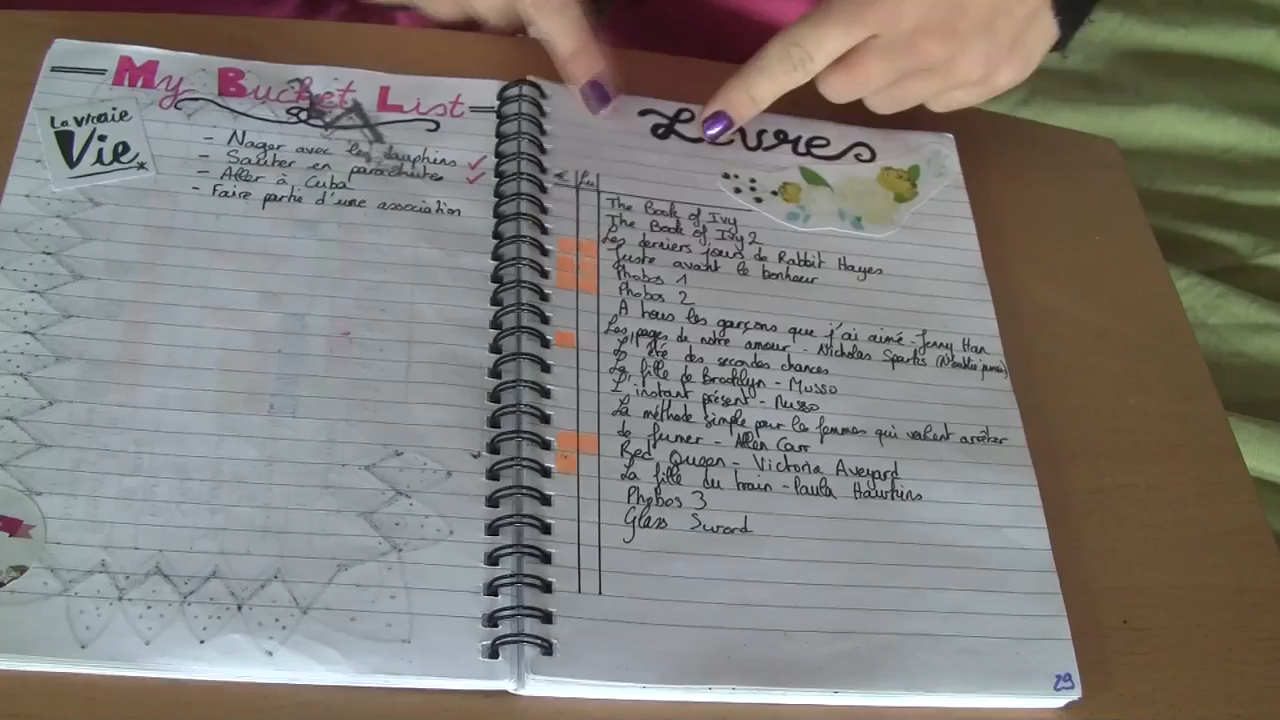 My Bucket List
La vraie
Vie
- Nager avec les dauphins
- Sauter en parachutes
- Aller à Cuba
- Faire partie d'une association
Livres
€ lu
The Book of Ivy
The Book of Ivy 2
Les derniers jours de Rabbit Hayes
Juste avant le bonheur
Phobos 1
Phobos 2
A tous les garçons que j'ai aimé - Jenny Han
Les pages de notre amour - Nicholas Sparks (N'oublie jamais)
L'été des secondes chances
La fille de Brooklyn - Musso
L'instant présent - Musso
La méthode simple pour les femmes qui veulent arrêter
de fumer - Allen Carr
Red Queen - Victoria Aveyard
La fille du train - Paula Hawkins
Phobos 3
Glass Sword
29